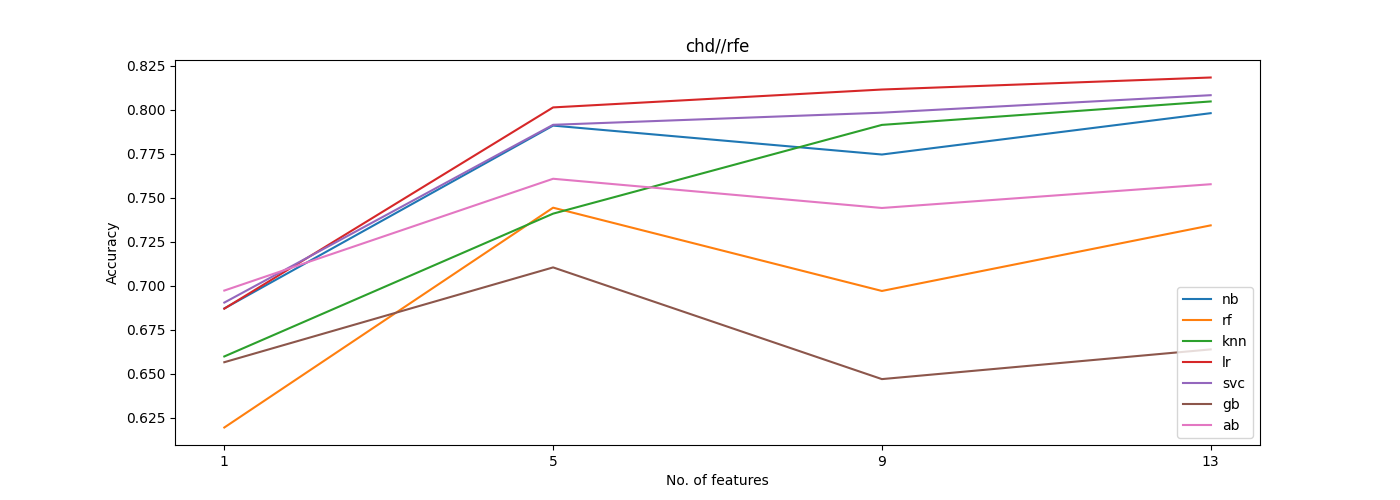 chd//rfe
Accuracy
0.825
0.800
0.775
0.750
0.725
0.700
0.675
0.650
0.625
1
5
9
13
No. of features
nb
rf
knn
lr
svc
gb
ab